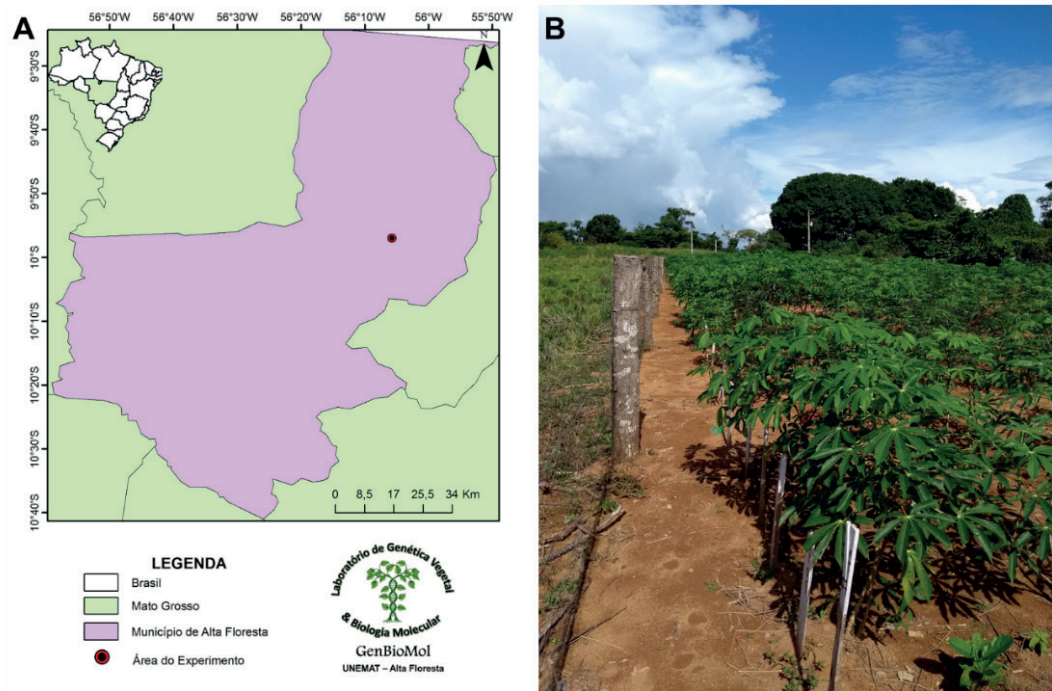 A
56°50'W 56°40'W 56°30'W 56°20'W 56°10'W 56°W 55°50'W
N
9°30'S
9°40'S
9°50'S
10°S
10°10'S
10°20'S
10°30'S
10°40'S
0 8,5 17 25,5 34 Km
LEGENDA
Brasil
Mato Grosso
Município de Alta Floresta
Área do Experimento
Laboratório de Genética Vegetal
& Biologia Molecular
GenBioMol
UNEMAT – Alta Floresta
B